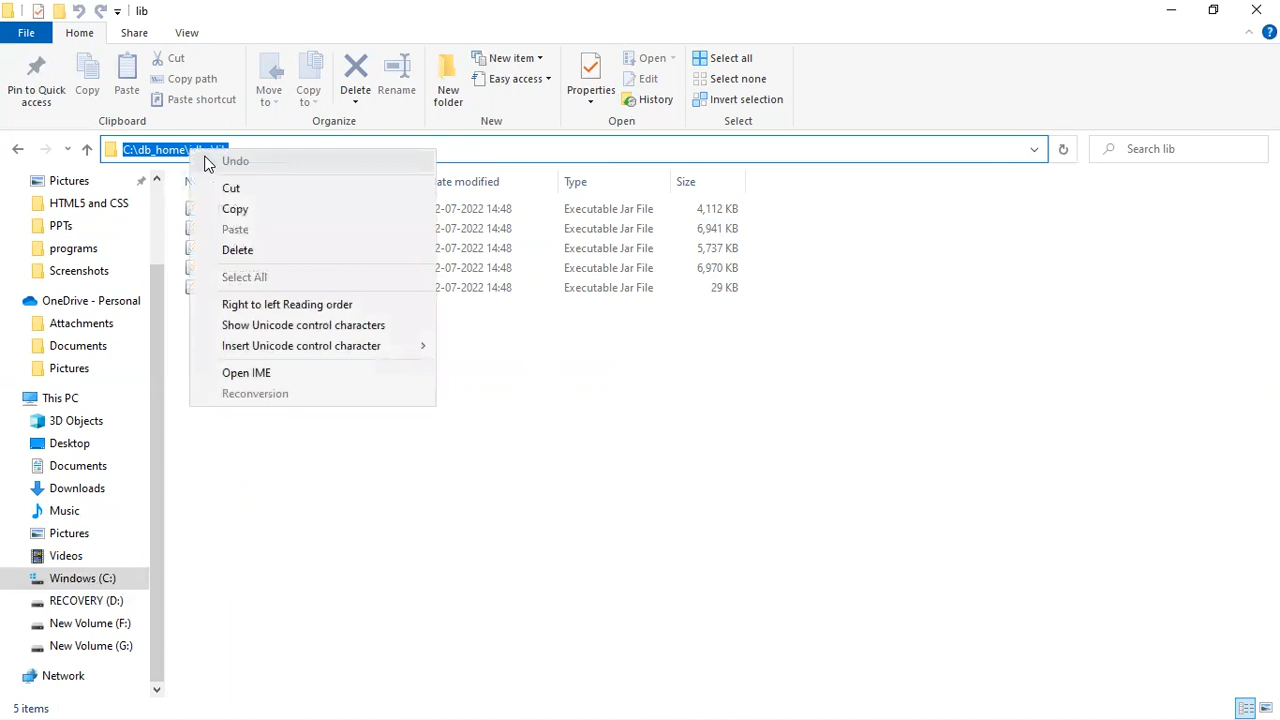 lib
File Home Share View
Pin to Quick access
Copy
Paste
Cut
Copy path
Paste shortcut
Clipboard
Move to
Copy to
Delete
Rename
Organize
New folder
New item
Easy access
New
Properties
Open
Edit
History
Open
Select all
Select none
Invert selection
Select
Search lib
Date modified Type Size
2-07-2022 14:48 Executable Jar File 4,112 KB
2-07-2022 14:48 Executable Jar File 6,941 KB
2-07-2022 14:48 Executable Jar File 5,737 KB
2-07-2022 14:48 Executable Jar File 6,970 KB
2-07-2022 14:48 Executable Jar File 29 KB
Undo
Cut
Copy
Paste
Delete
Select All
Right to left Reading order
Show Unicode control characters
Insert Unicode control character
Open IME
Reconversion
Pictures
HTML5 and CSS
PPTs
programs
Screenshots
OneDrive - Personal
Attachments
Documents
Pictures
This PC
3D Objects
Desktop
Documents
Downloads
Music
Pictures
Videos
Windows (C:)
RECOVERY (D:)
New Volume (F:)
New Volume (G:)
Network
5 items